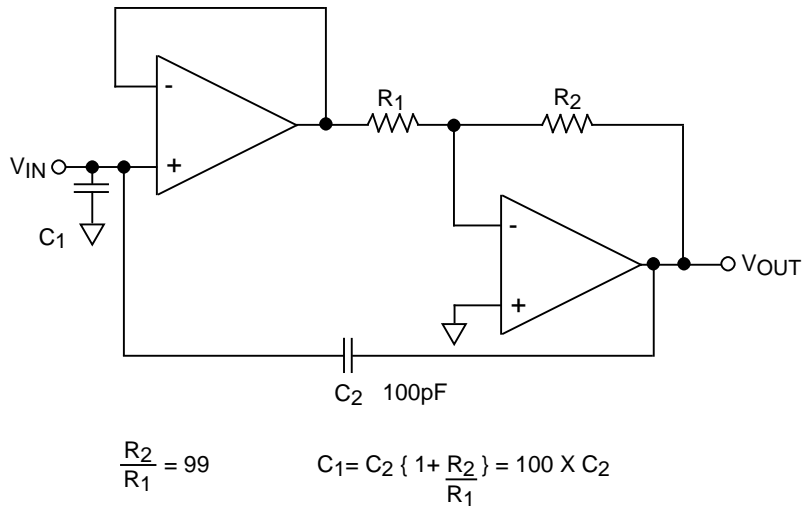 R1
R2
-
+
VIN
C1
-
+
VOUT
C2 100pF
R2/R1 = 99
C1= C2 { 1+ R2/R1 } = 100 X C2